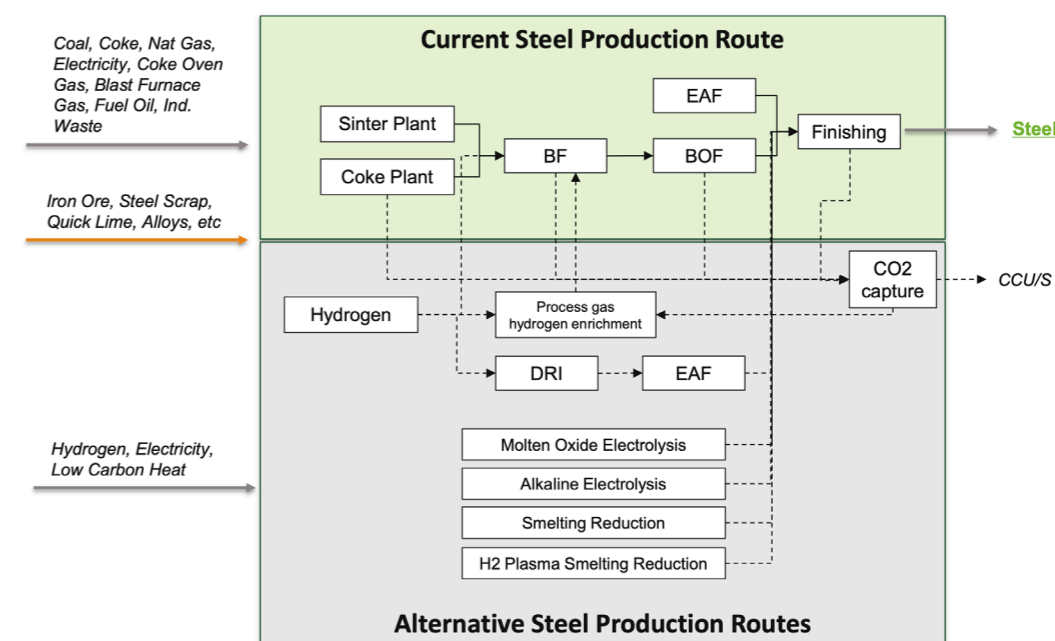 Current Steel Production Route
Coal, Coke, Nat Gas,
Electricity, Coke Oven
Gas, Blast Furnace
Gas, Fuel Oil, Ind.
Waste
Iron Ore, Steel Scrap,
Quick Lime, Alloys, etc
Sinter Plant
Coke Plant
BF
EAF
BOF
Finishing
Steel
CO2
capture
CCU/S
Hydrogen
Process gas
hydrogen enrichment
DRI
EAF
Hydrogen, Electricity,
Low Carbon Heat
Molten Oxide Electrolysis
Alkaline Electrolysis
Smelting Reduction
H2 Plasma Smelting Reduction
Alternative Steel Production Routes